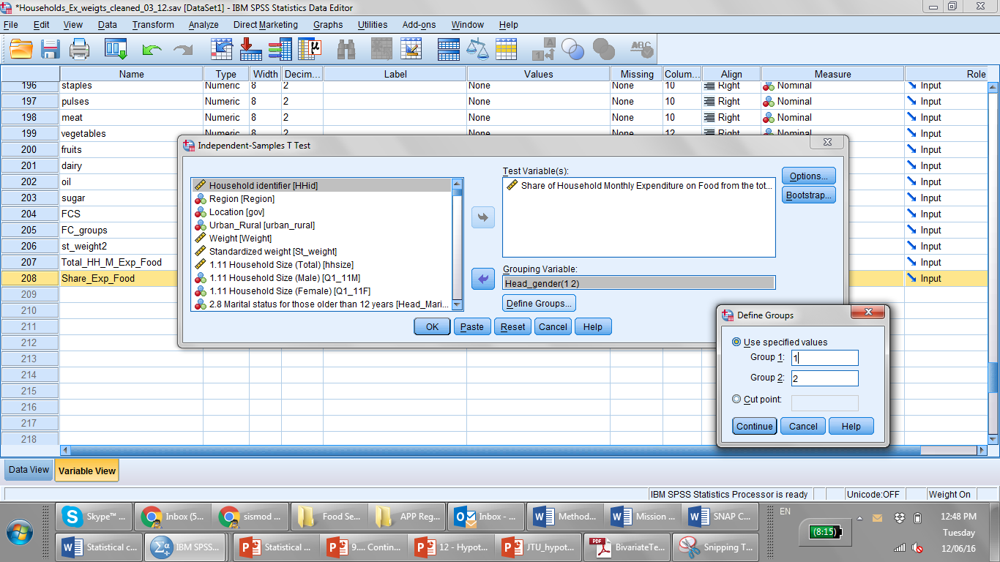 *Households_Ex_weigts_cleaned_03_12.sav [DataSet1] - IBM SPSS Statistics Data Editor
File Edit View Data Transform Analyze Direct Marketing Graphs Utilities Add-ons Window Help
Name Type Width Decim... Label Values Missing Colum... Align Measure Role
196 staples Numeric 8 2 None None 10 Right Nominal Input
197 pulses Numeric 8 2 None None 10 Right Nominal Input
198 meat Numeric 8 2 None None 10 Right Nominal Input
199 vegetables Numeric 8 2 None None 12 Right Nominal Input
200 fruits Input
201 dairy Input
202 oil Input
203 sugar Input
204 FCS Input
205 FC_groups Input
206 st_weight2 Input
207 Total_HH_M_Exp_Food Input
208 Share_Exp_Food Input
209
210
211
212
213
214
215
216
217
218
Independent-Samples T Test
Household identifier [HHid]
Region [Region]
Location [gov]
Urban_Rural [urban_rural]
Weight [Weight]
Standardized weight [St_weight]
1.11 Household Size (Total) [hhsize]
1.11 Household Size (Male) [Q1_11M]
1.11 Household Size (Female) [Q1_11F]
2.8 Marital status for those older than 12 years [Head_Mari...
Test Variable(s):
Share of Household Monthly Expenditure on Food from the tot...
Options...
Bootstrap...
Grouping Variable:
Head_gender(1 2)
Define Groups...
OK Paste Reset Cancel Help
Define Groups
Use specified values
Group 1: 1
Group 2: 2
Cut point:
Continue Cancel Help
Data View Variable View
IBM SPSS Statistics Processor is ready Unicode:OFF Weight On
Skype™ ... Inbox (5... sismod ... Food Se... APP Reg... Inbox - ... Method... Mission ... SNAP C... EN 12:48 PM
(8:15) Tuesday
Statistical c... IBM SPSS... Statistical ... 9.... Contin... 12 - Hypot... JTU_hypot... BivariateTe... Snipping T... 12/06/16